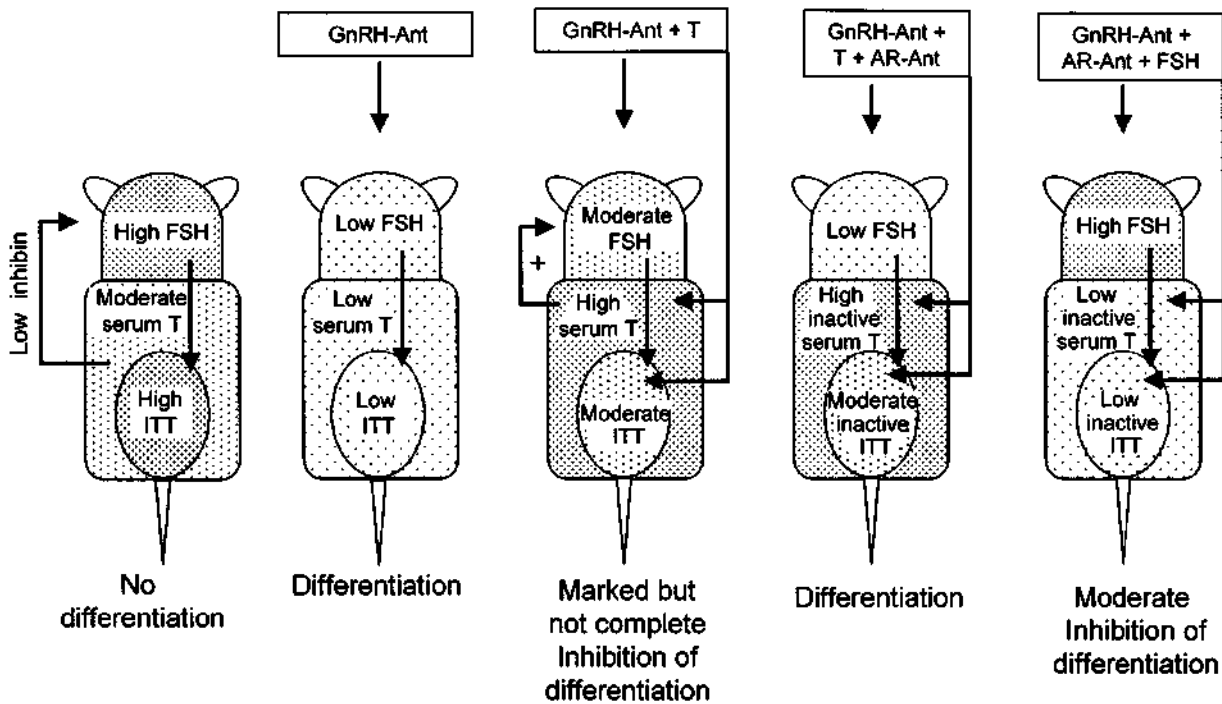 GnRH-Ant
GnRH-Ant + T
GnRH-Ant +
T + AR-Ant
GnRH-Ant +
AR-Ant + FSH
Low inhibin
High FSH
Moderate
serum T
High
ITT
No
differentiation
Low FSH
Low
serum T
Low
ITT
Differentiation
+
Moderate
FSH
High
serum T
Moderate
ITT
Marked but
not complete
Inhibition of
differentiation
Low FSH
High
inactive
serum T
Moderate
inactive
ITT
Differentiation
High FSH
Low
inactive
serum T
Low
inactive
ITT
Moderate
Inhibition of
differentiation